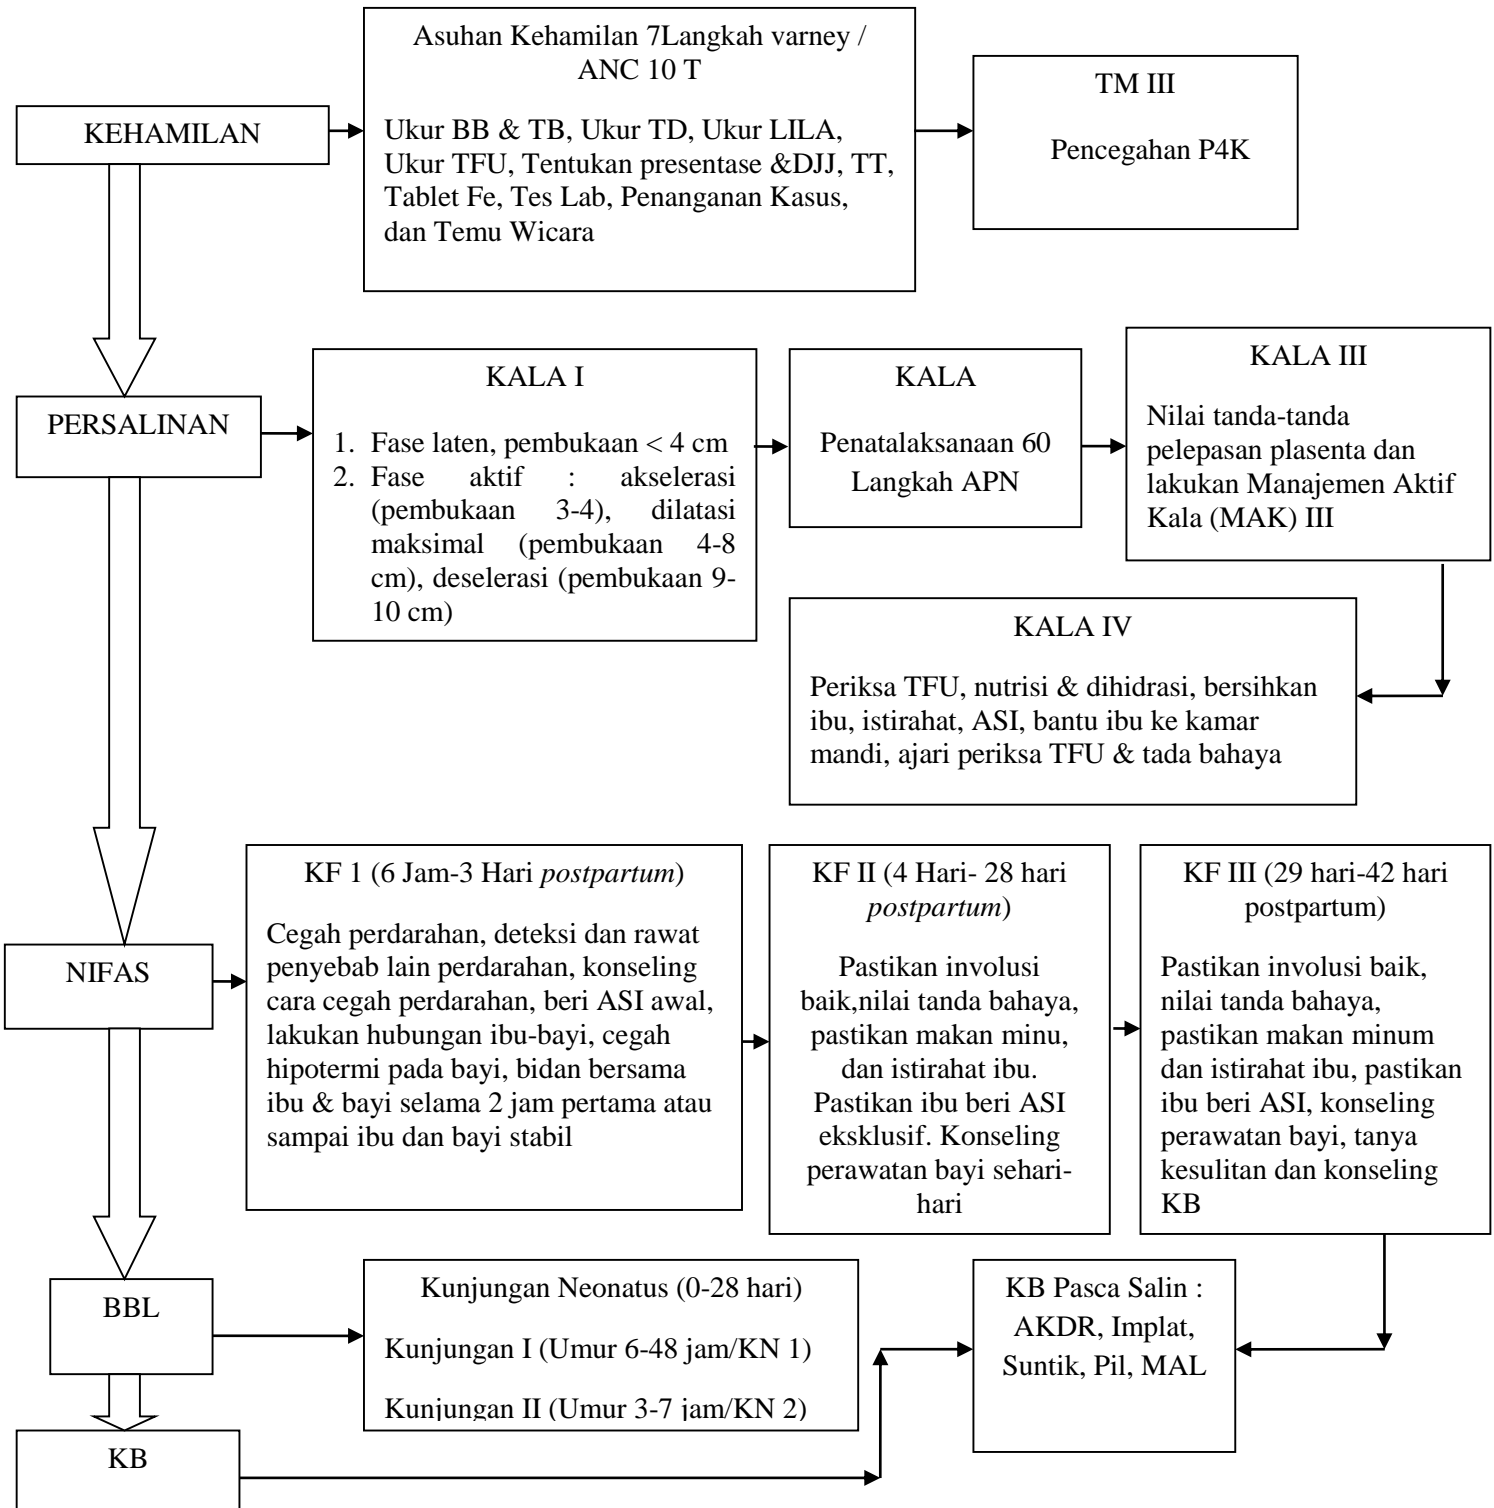 KEHAMILAN
Asuhan Kehamilan 7Langkah varney /
ANC 10 T
Ukur BB & TB, Ukur TD, Ukur LILA,
Ukur TFU, Tentukan presentase &DJJ, TT,
Tablet Fe, Tes Lab, Penanganan Kasus,
dan Temu Wicara
TM III
Pencegahan P4K
PERSALINAN
KALA I
1. Fase laten, pembukaan < 4 cm
2. Fase aktif : akselerasi
(pembukaan 3-4), dilatasi
maksimal (pembukaan 4-8
cm), deselerasi (pembukaan 9-
10 cm)
KALA
Penatalaksanaan 60
Langkah APN
KALA III
Nilai tanda-tanda
pelepasan plasenta dan
lakukan Manajemen Aktif
Kala (MAK) III
KALA IV
Periksa TFU, nutrisi & dihidrasi, bersihkan
ibu, istirahat, ASI, bantu ibu ke kamar
mandi, ajari periksa TFU & tada bahaya
NIFAS
KF 1 (6 Jam-3 Hari postpartum)
Cegah perdarahan, deteksi dan rawat
penyebab lain perdarahan, konseling
cara cegah perdarahan, beri ASI awal,
lakukan hubungan ibu-bayi, cegah
hipotermi pada bayi, bidan bersama
ibu & bayi selama 2 jam pertama atau
sampai ibu dan bayi stabil
KF II (4 Hari- 28 hari
postpartum)
Pastikan involusi
baik,nilai tanda bahaya,
pastikan makan minu,
dan istirahat ibu.
Pastikan ibu beri ASI
eksklusif. Konseling
perawatan bayi sehari-
hari
KF III (29 hari-42 hari
postpartum)
Pastikan involusi baik,
nilai tanda bahaya,
pastikan makan minum
dan istirahat ibu, pastikan
ibu beri ASI, konseling
perawatan bayi, tanya
kesulitan dan konseling
KB
BBL
Kunjungan Neonatus (0-28 hari)
Kunjungan I (Umur 6-48 jam/KN 1)
Kunjungan II (Umur 3-7 jam/KN 2)
KB Pasca Salin :
AKDR, Implat,
Suntik, Pil, MAL
KB